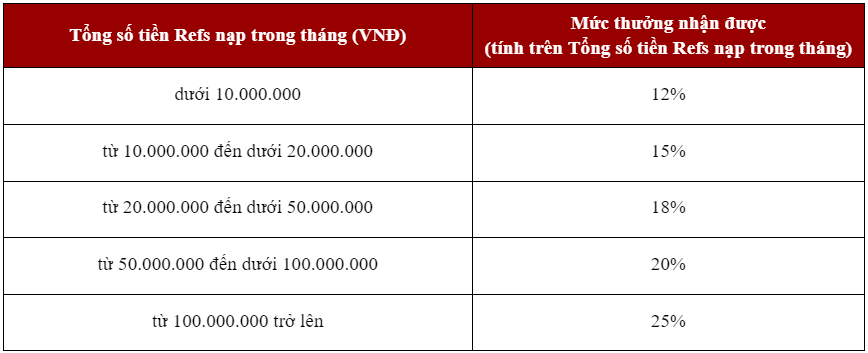 Tổng số tiền Refs nạp trong tháng (VNĐ)
Mức thưởng nhận được
(tính trên Tổng số tiền Refs nạp trong tháng)
dưới 10.000.000
12%
từ 10.000.000 đến dưới 20.000.000
15%
từ 20.000.000 đến dưới 50.000.000
18%
từ 50.000.000 đến dưới 100.000.000
20%
từ 100.000.000 trở lên
25%